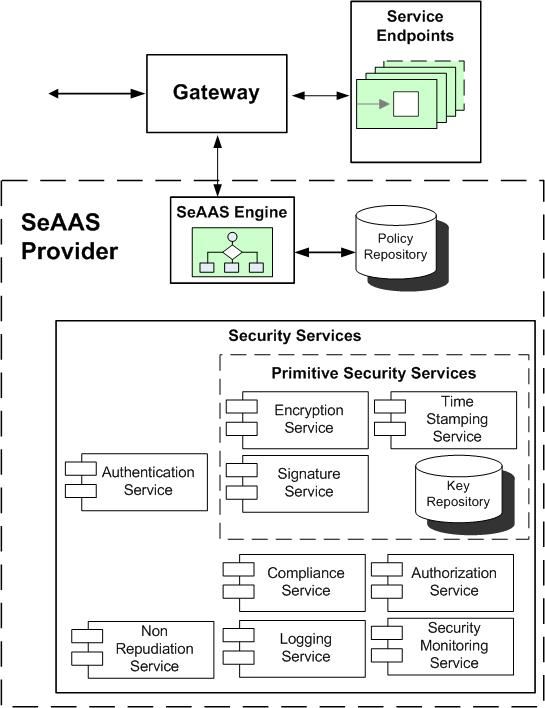 Service
Endpoints
Gateway
SeAAS
Provider
SeAAS Engine
Policy
Repository
Security Services
Primitive Security Services
Encryption
Service
Time
Stamping
Service
Authentication
Service
Signature
Service
Key
Repository
Compliance
Service
Authorization
Service
Non
Repudiation
Service
Logging
Service
Security
Monitoring
Service